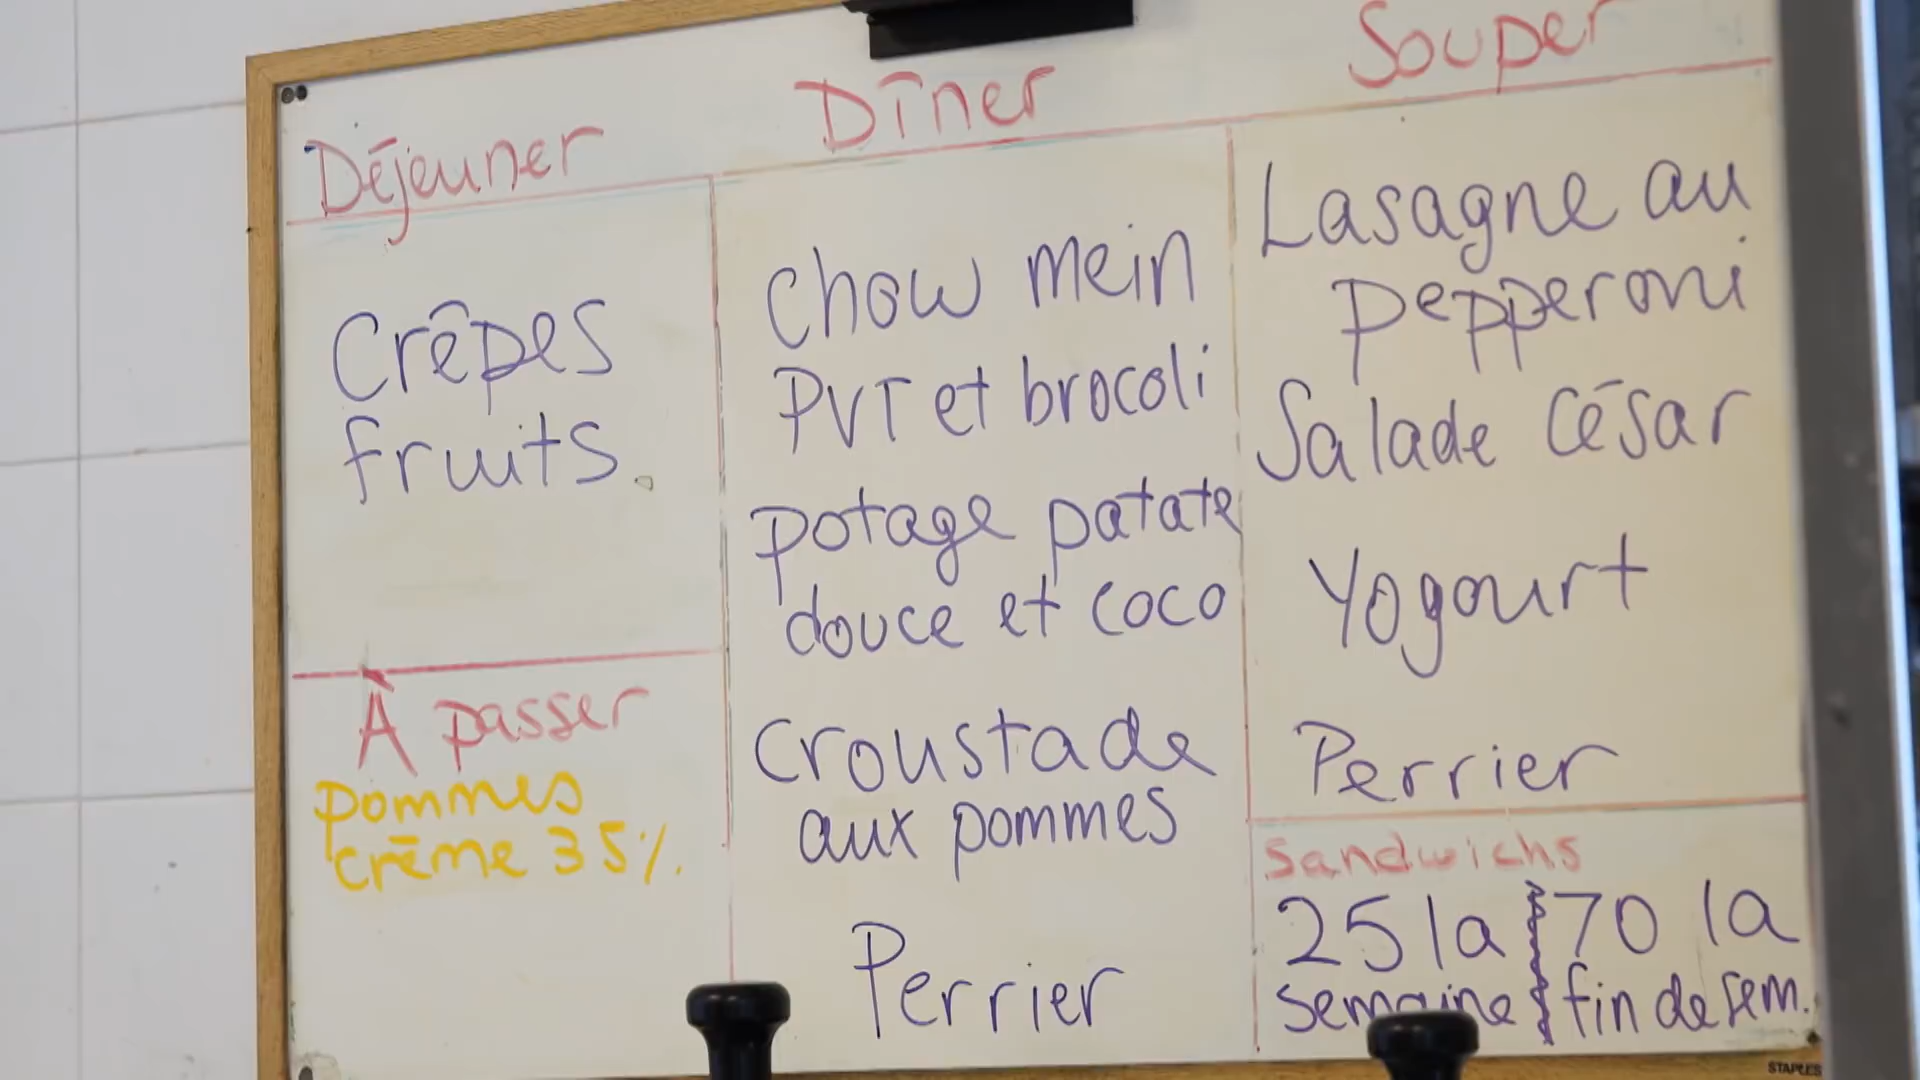 Déjeuner
Crêpes
fruits.
À passer
pommes
crème 35%.
Dîner
Chow mein
PVT et brocoli
potage patate
douce et coco
Croustade
aux pommes
Perrier
Souper
Lasagne au
pepperoni
Salade César
Yogourt
Perrier
Sandwichs
25 la
semaine
70 la
fin de sem.
STAPLES